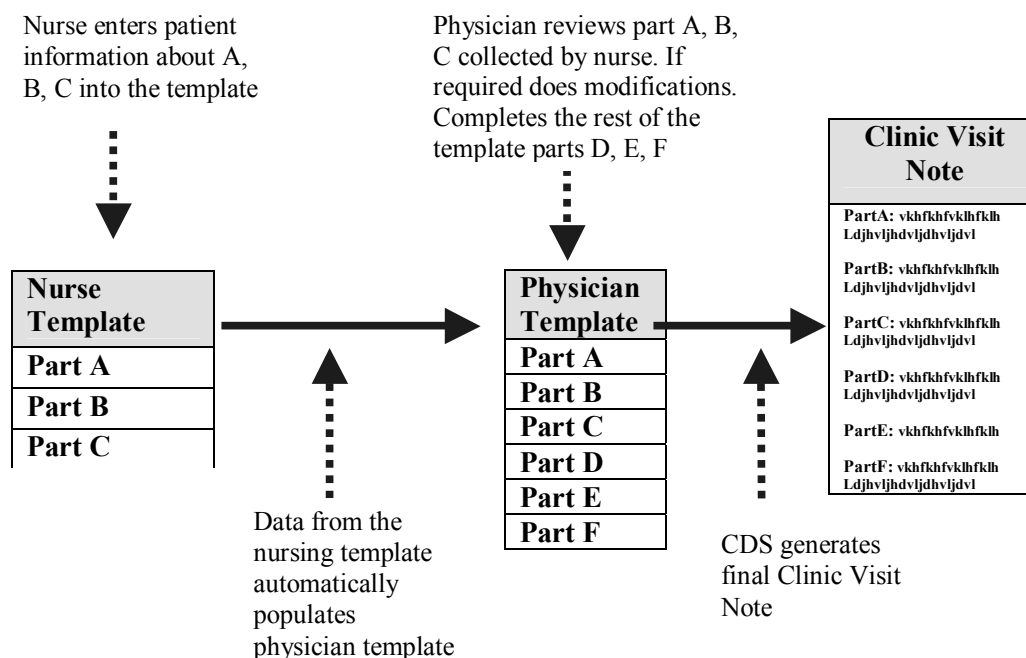 Nurse enters patient
information about A,
B, C into the template
Physician reviews part A, B,
C collected by nurse. If
required does modifications.
Completes the rest of the
template parts D, E, F
Nurse
Template
Part A
Part B
Part C
Data from the
nursing template
automatically
populates
physician template
Physician
Template
Part A
Part B
Part C
Part D
Part E
Part F
CDS generates
final Clinic Visit
Note
Clinic Visit
Note
PartA: vkhfkhfvklhfklh
Ldjhvljhdvljdhvljdvl
PartB: vkhfkhfvklhfklh
Ldjhvljhdvljdhvljdvl
PartC: vkhfkhfvklhfklh
Ldjhvljhdvljdhvljdvl
PartD: vkhfkhfvklhfklh
Ldjhvljhdvljdhvljdvl
PartE: vkhfkhfvklhfklh
PartF: vkhfkhfvklhfklh
Ldjhvljhdvljdhvljdvl